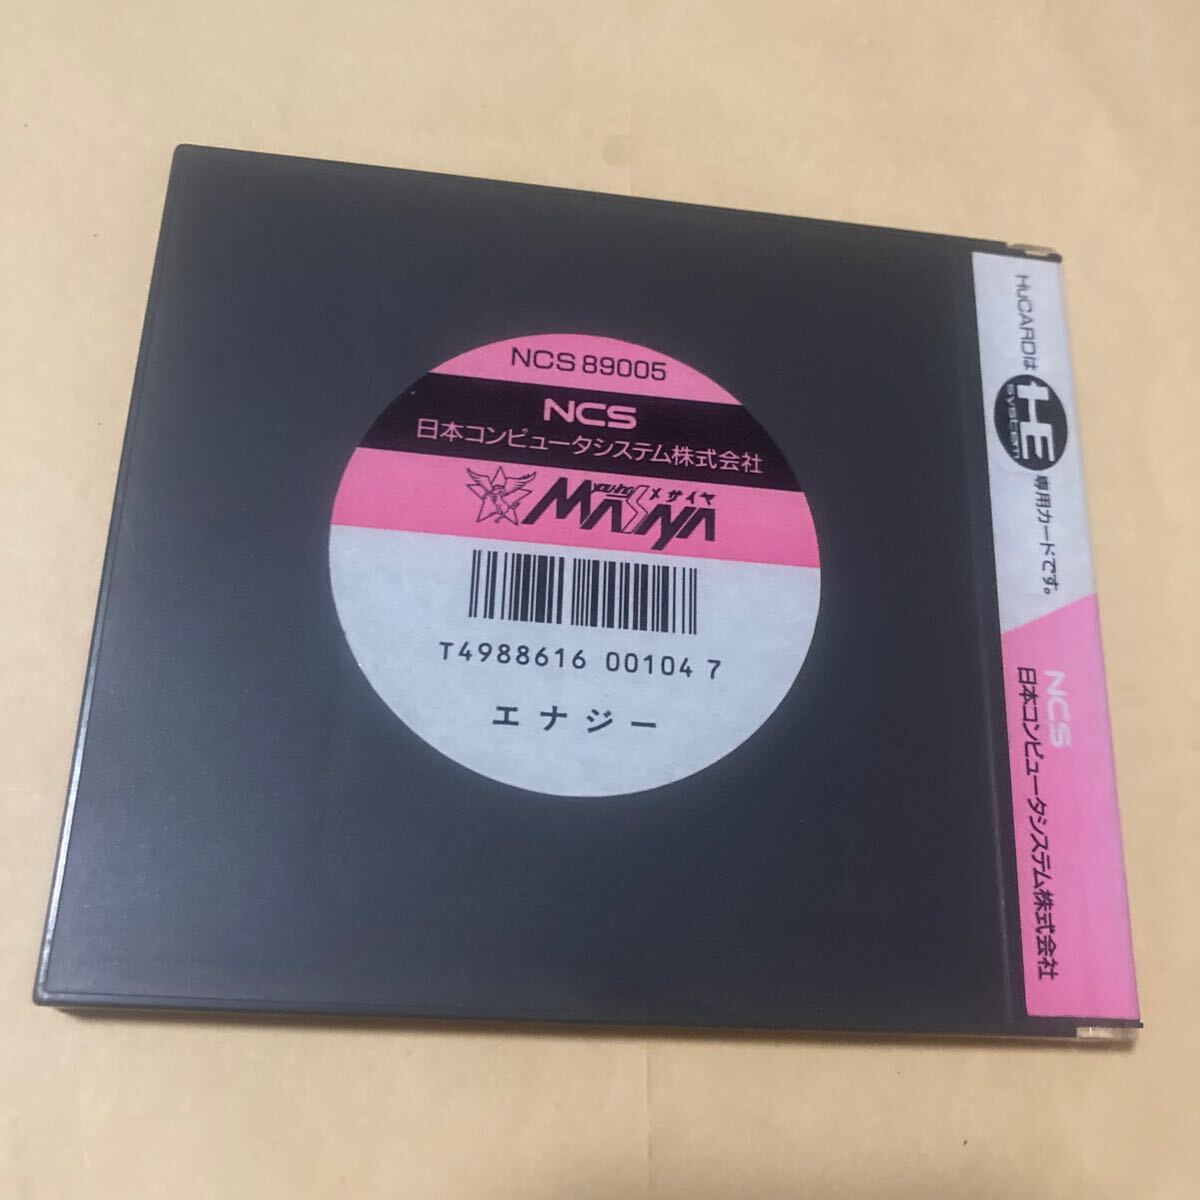 NCS 89005
NCS
日本コンピュータシステム株式会社
メサイヤ
MASAYA
T4988616 00104 7
エナジー
HuCARDは HE SYSTEM 専用カードです。
NCS
日本コンピュータシステム株式会社